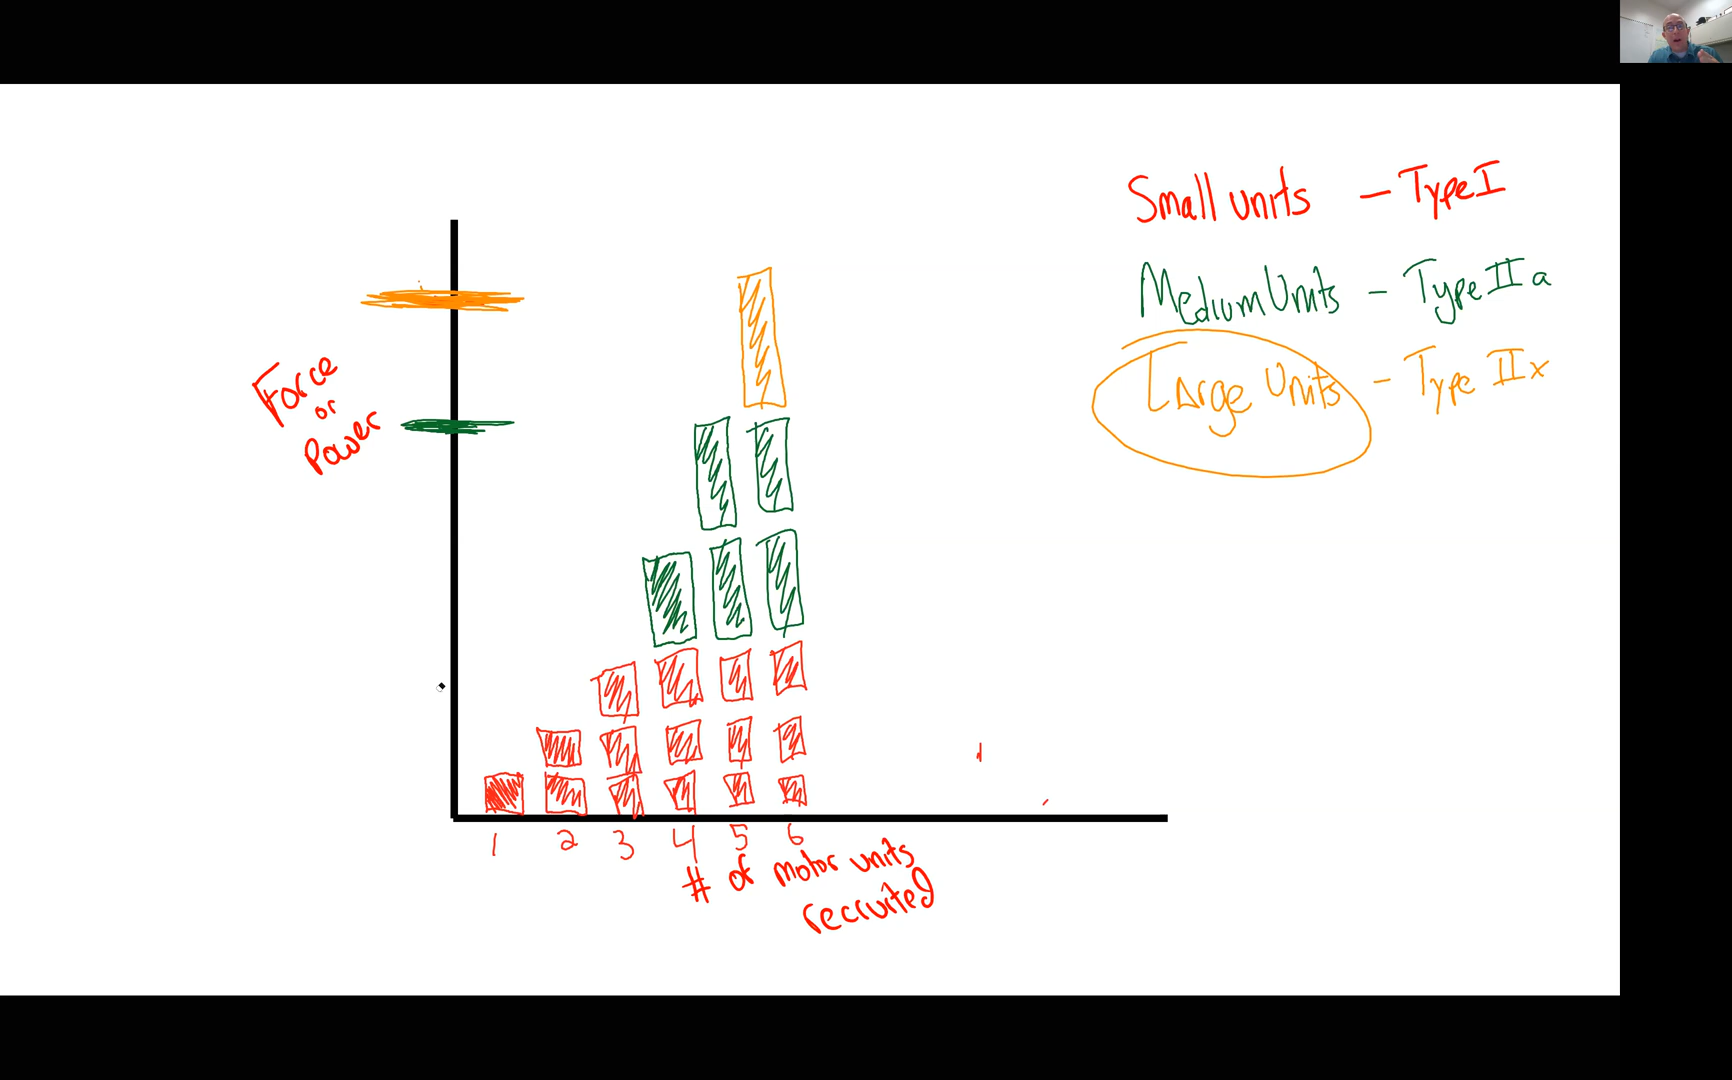 Small units - Type I
Medium Units - Type II a
Large Units - Type II x
Force
or
Power
1 2 3 4 5 6
# of motor units
recruited